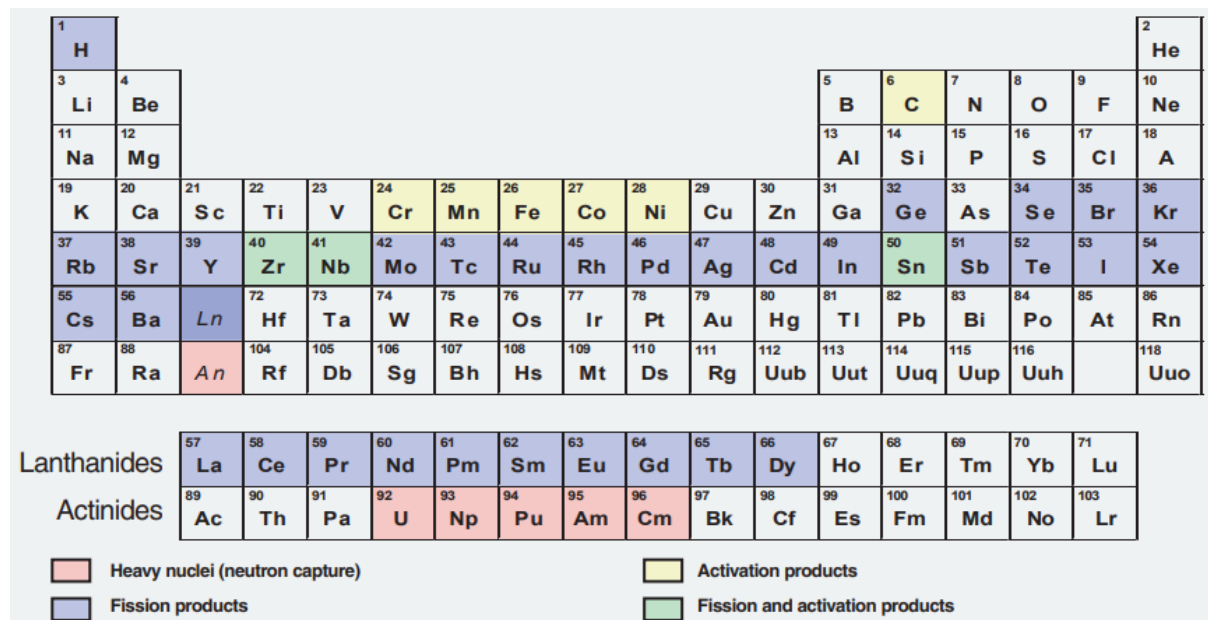 1 2
H He
3 4 5 6 7 8 9 10
Li Be B C N O F Ne
11 12 13 14 15 16 17 18
Na Mg Al Si P S Cl A
19 20 21 22 23 24 25 26 27 28 29 30 31 32 33 34 35 36
K Ca Sc Ti V Cr Mn Fe Co Ni Cu Zn Ga Ge As Se Br Kr
37 38 39 40 41 42 43 44 45 46 47 48 49 50 51 52 53 54
Rb Sr Y Zr Nb Mo Tc Ru Rh Pd Ag Cd In Sn Sb Te I Xe
55 56 72 73 74 75 76 77 78 79 80 81 82 83 84 85 86
Cs Ba Ln Hf Ta W Re Os Ir Pt Au Hg Tl Pb Bi Po At Rn
87 88 104 105 106 107 108 109 110 111 112 113 114 115 116 118
Fr Ra An Rf Db Sg Bh Hs Mt Ds Rg Uub Uut Uuq Uup Uuh Uuo
57 58 59 60 61 62 63 64 65 66 67 68 69 70 71
Lanthanides La Ce Pr Nd Pm Sm Eu Gd Tb Dy Ho Er Tm Yb Lu
89 90 91 92 93 94 95 96 97 98 99 100 101 102 103
Actinides Ac Th Pa U Np Pu Am Cm Bk Cf Es Fm Md No Lr
Heavy nuclei (neutron capture) Activation products
Fission products Fission and activation products